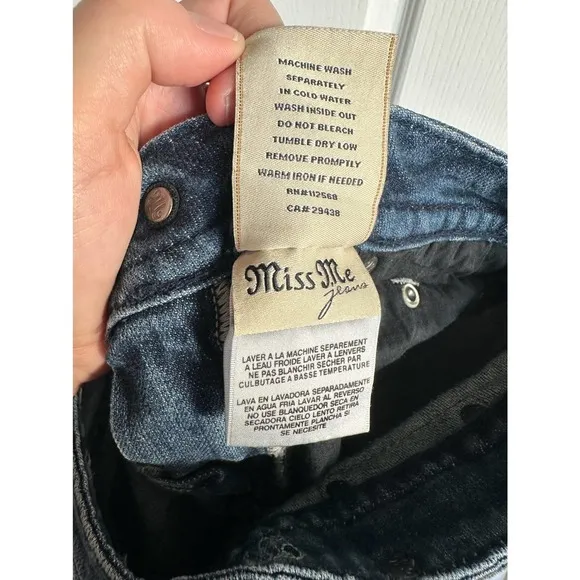 MACHINE WASH
SEPARATELY
IN COLD WATER
WASH INSIDE OUT
DO NOT BLEACH
TUMBLE DRY LOW
REMOVE PROMPTLY
WARM IRON IF NEEDED
RN#112568
CA# 29438
Miss Me
jeans
LAVER A LA MACHINE SEPAREMENT
A LEAU FROIDE LAVER A LENVERS
NE PAS BLANCHIR SECHER PAR
CULBUTAGE A BASSE TEMPERATURE
LAVA EN LAVADORA SEPARADAMENTE
EN AGUA FRIA LAVAR AL REVERSO
NO USE BLANQUEDOR SECA EN
SECADORA CIELO LENTO RETIRA
PRONTAMENTE PLANCHA SI
SE NECESITE